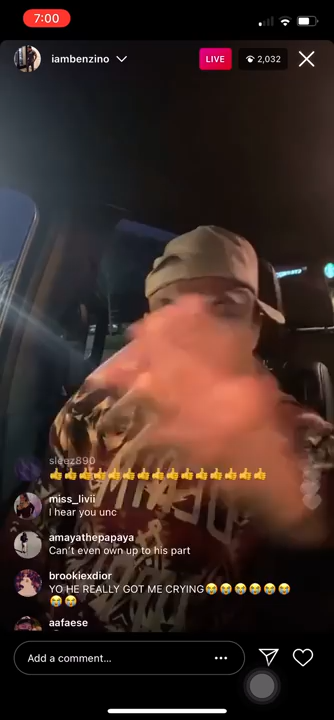 7:00
iambenzino
LIVE
2,032
sleez890
👍👍👍👍👍👍👍👍👍👍👍👍👍👍👍
miss_livii
I hear you unc
amayathepapaya
Can't even own up to his part
brookiexdior
YO HE REALLY GOT ME CRYING😭😭😭😭😭😭
😭😭
aafaese
Add a comment...